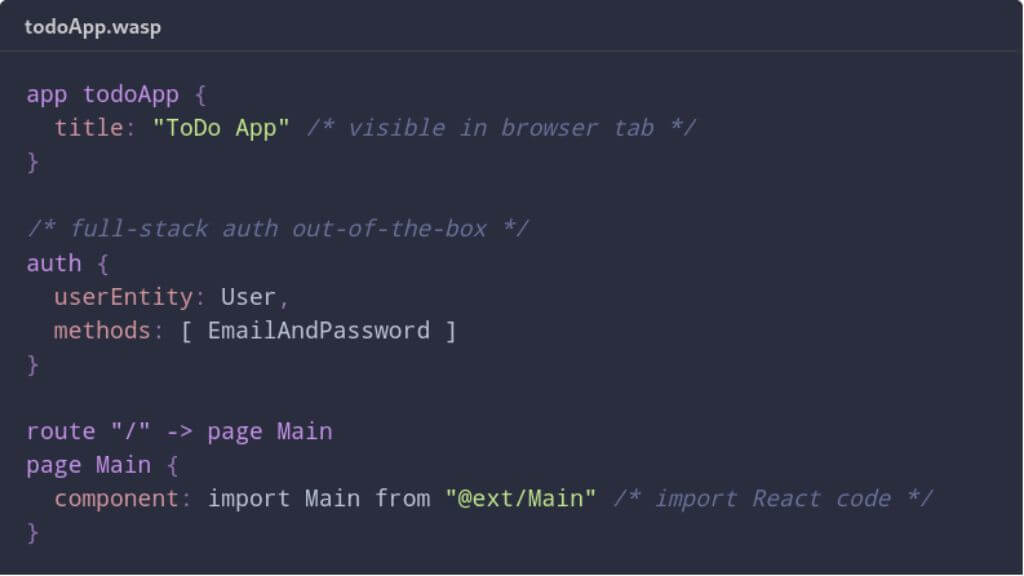 todoApp.wasp
app todoApp {
  title: "ToDo App" /* visible in browser tab */
}
/* full-stack auth out-of-the-box */
auth {
  userEntity: User,
  methods: [ EmailAndPassword ]
}
route "/" -> page Main
page Main {
  component: import Main from "@ext/Main" /* import React code */
}